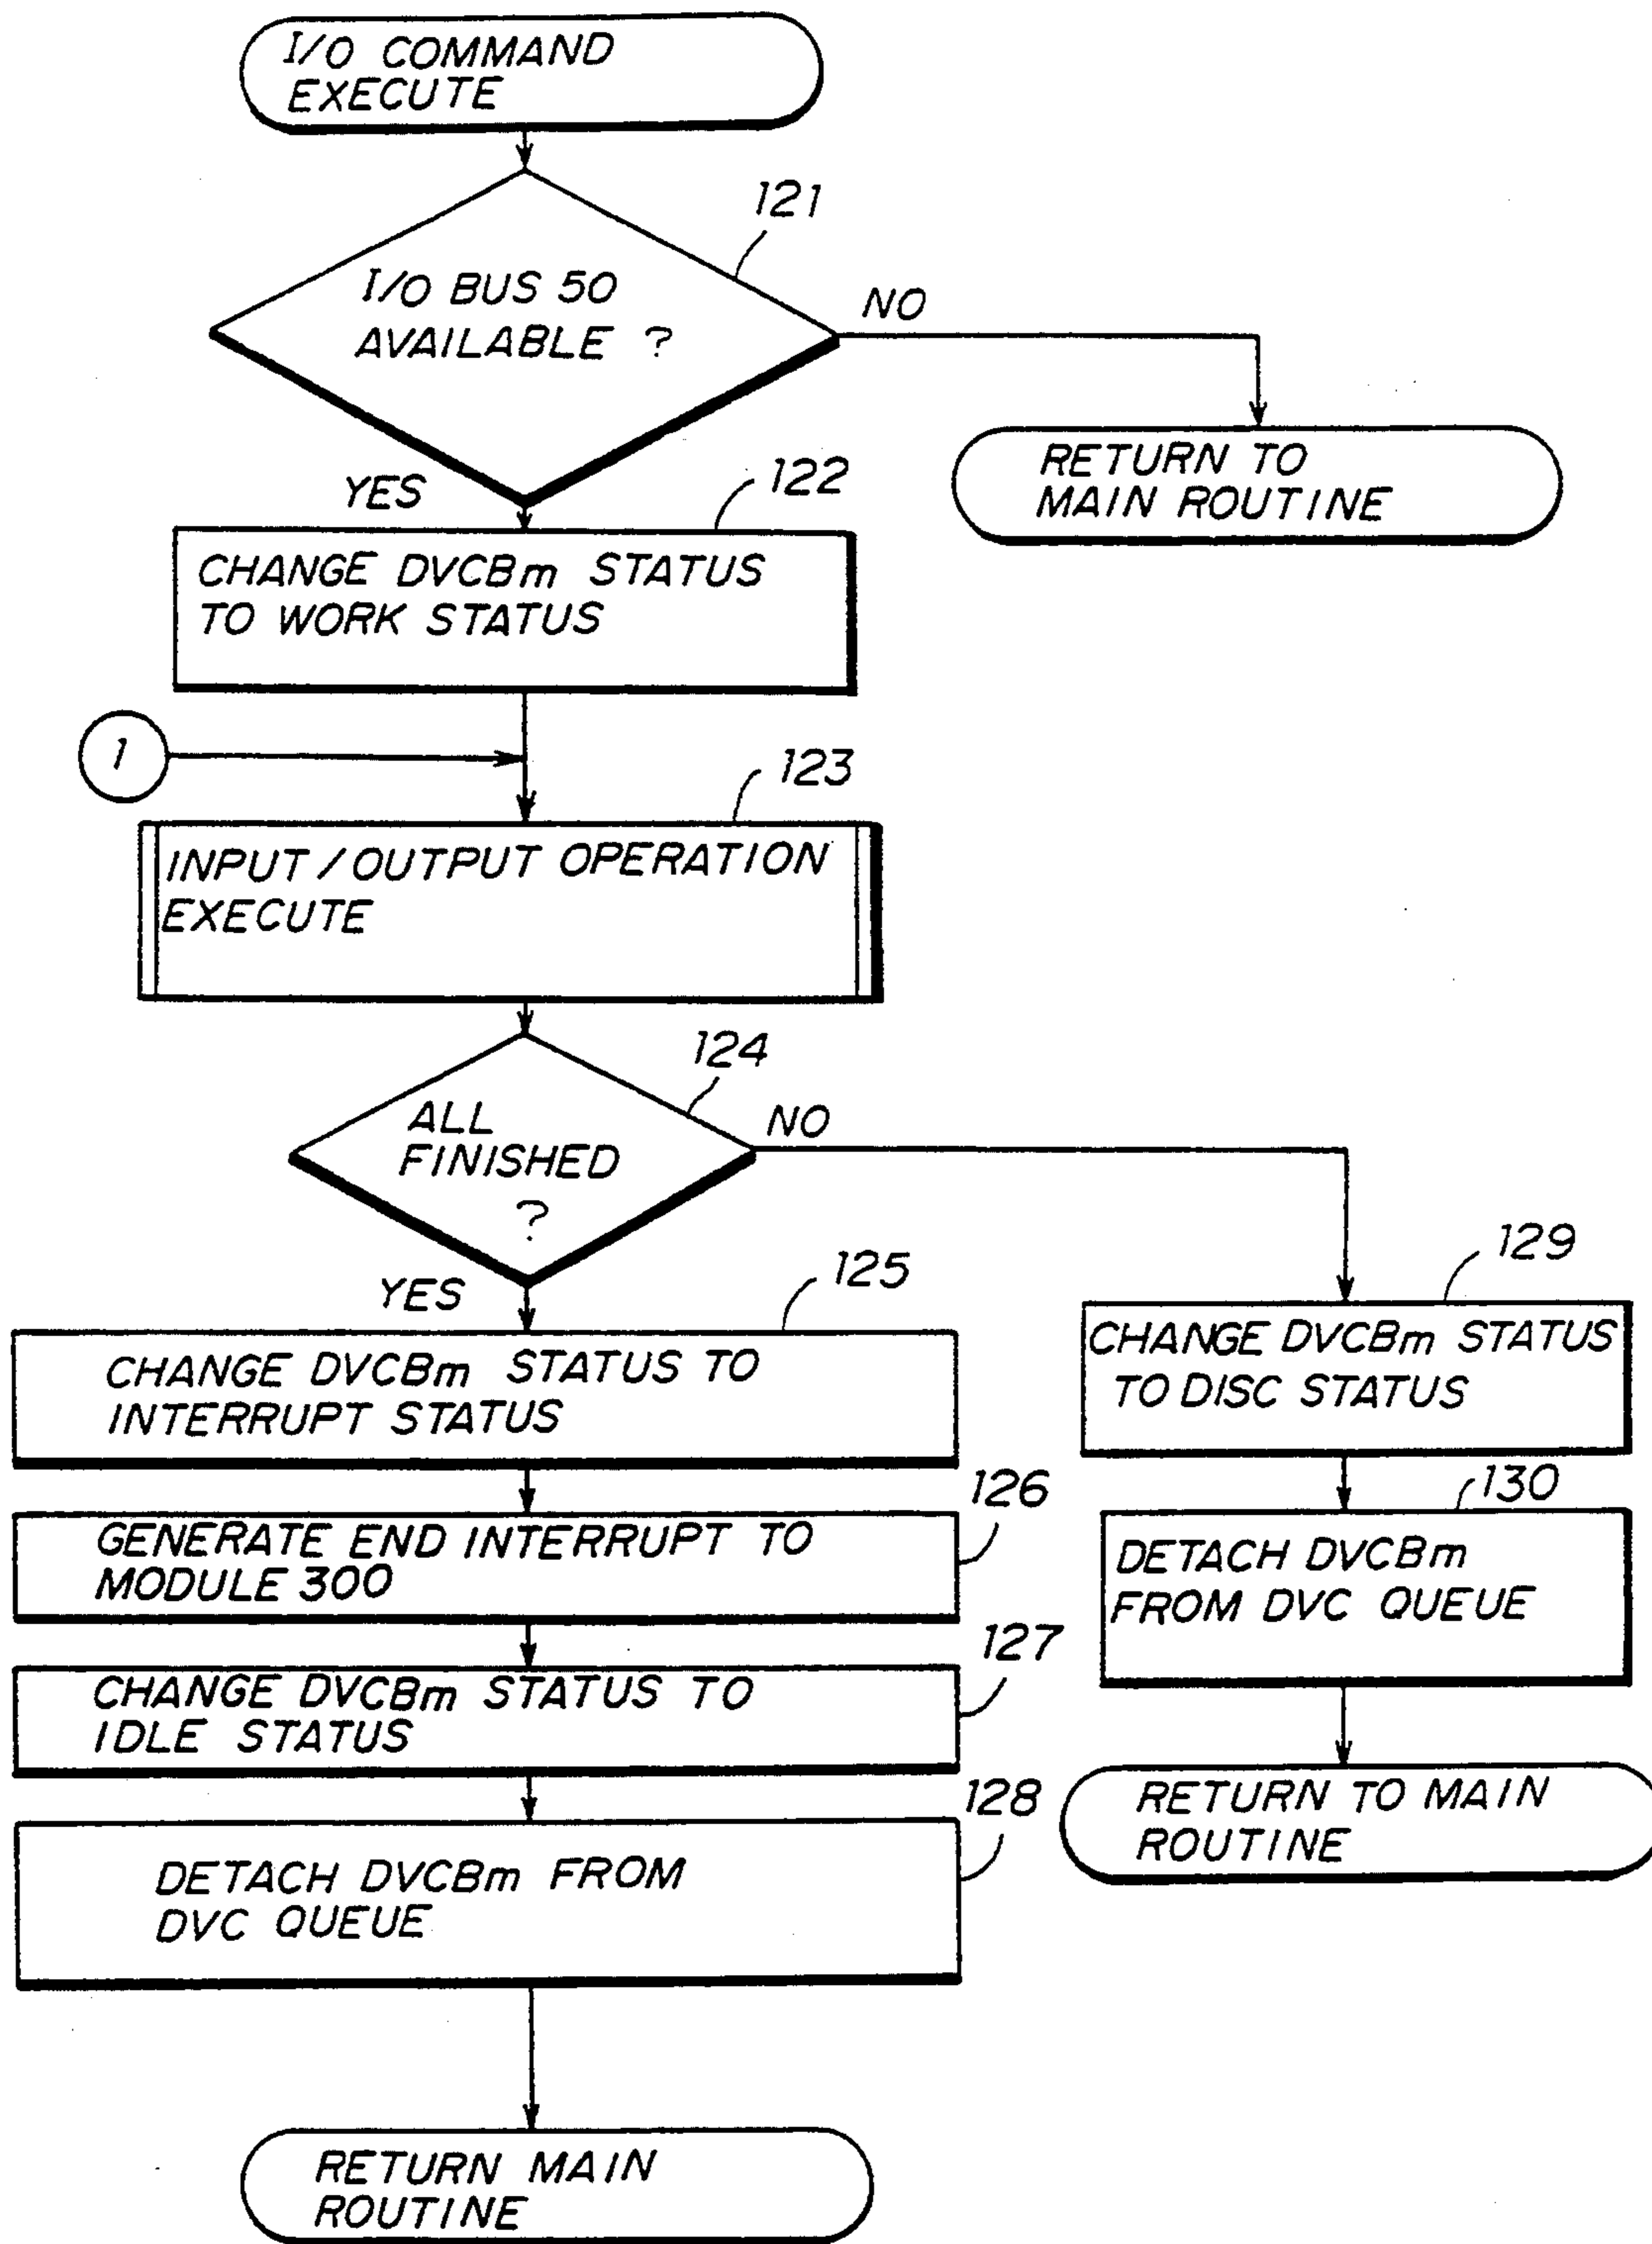 I/O COMMAND
EXECUTE
121
I/O BUS 50
AVAILABLE ?
NO
RETURN TO
MAIN ROUTINE
YES
122
CHANGE DVCBm STATUS
TO WORK STATUS
1
123
INPUT/OUTPUT OPERATION
EXECUTE
124
ALL
FINISHED
?
NO
YES
125
CHANGE DVCBm STATUS TO
INTERRUPT STATUS
126
GENERATE END INTERRUPT TO
MODULE 300
127
CHANGE DVCBm STATUS TO
IDLE STATUS
128
DETACH DVCBm FROM
DVC QUEUE
RETURN MAIN
ROUTINE
129
CHANGE DVCBm STATUS
TO DISC STATUS
130
DETACH DVCBm
FROM DVC QUEUE
RETURN TO MAIN
ROUTINE